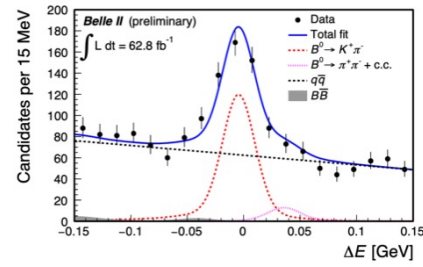 Belle II (preliminary)
∫ L dt = 62.8 fb⁻¹
Data
Total fit
B⁰→ K⁺π⁻
B⁰→ π⁺π⁻ + c.c.
qq̅
BB̅
Candidates per 15 MeV
200
180
160
140
120
100
80
60
40
20
0
-0.15 -0.1 -0.05 0 0.05 0.1 0.15
ΔE [GeV]